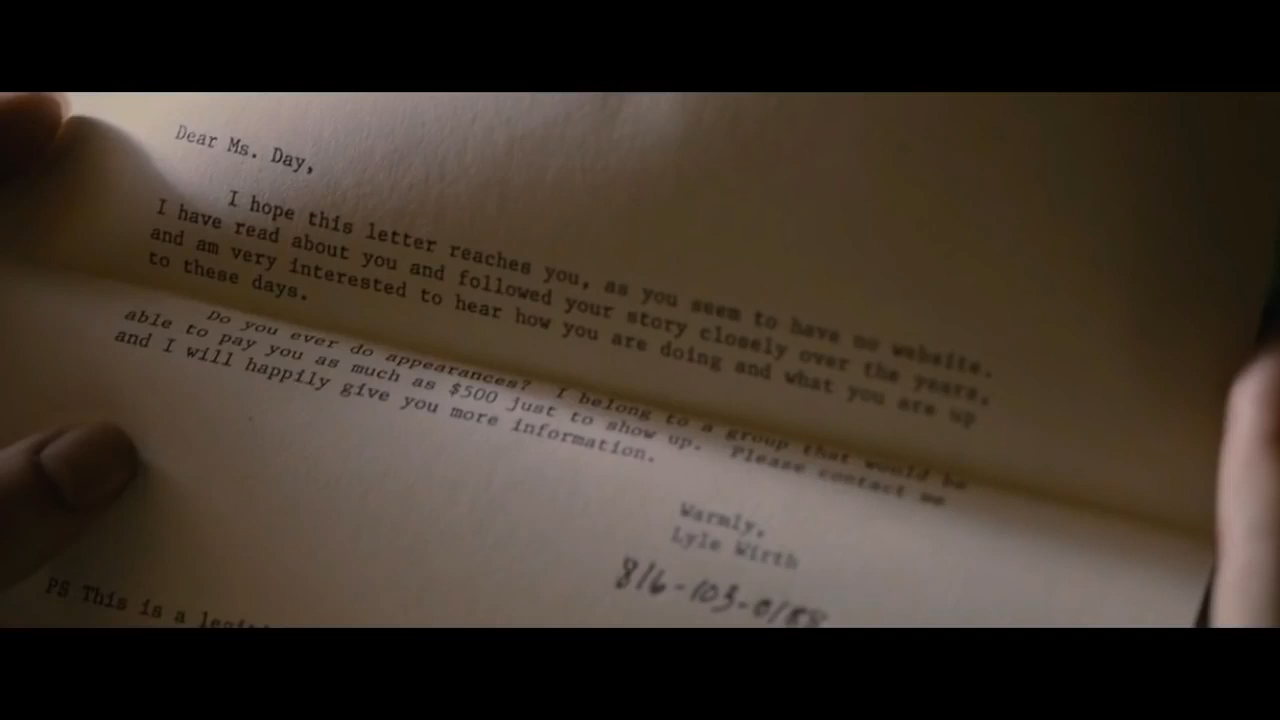 Dear Ms. Day,
I hope this letter reaches you, as you seem to have no website.
I have read about you and followed your story closely over the years,
and am very interested to hear how you are doing and what you are up
to these days.
Do you ever do appearances? I belong to a group that would be
able to pay you as much as $500 just to show up. Please contact me
and I will happily give you more information.
Warmly,
Lyle Wirth
816-103-0188
PS This is a